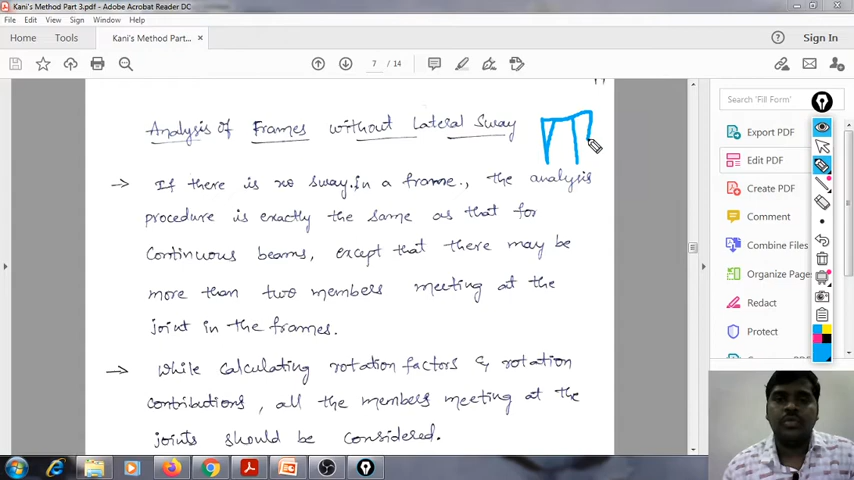 Kani's Method Part 3.pdf - Adobe Acrobat Reader DC
File Edit View Sign Window Help
Home Tools Kani's Method Part... × Sign In
7 / 14
Analysis of Frames without Lateral Sway
→ If there is no sway in a frame, the analysis
procedure is exactly the same as that for
Continuous beams, except that there may be
more than two members meeting at the
joint in the frames.
→ While calculating rotation factors & rotation
contributions, all the members meeting at the
joints should be considered.
Search 'Fill Form'
Export PDF
Edit PDF
Create PDF
Comment
Combine Files
Organize Pages
Redact
Protect